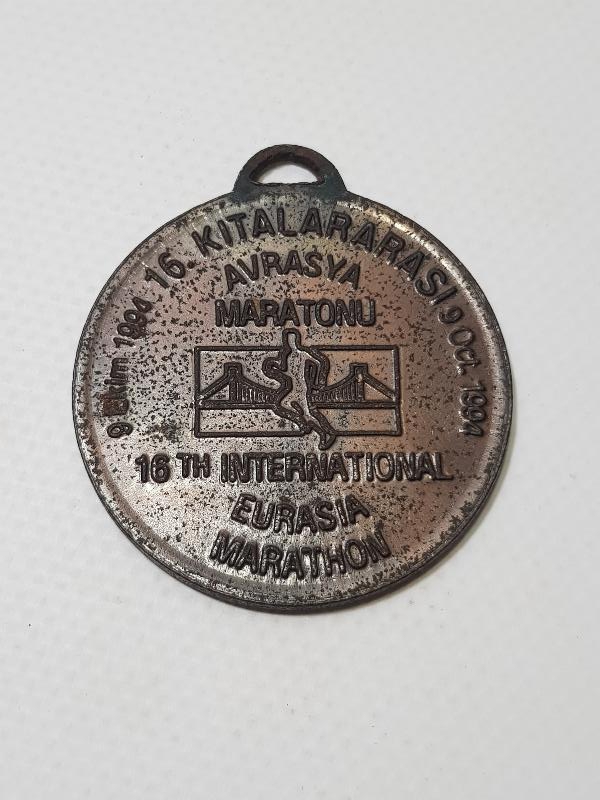 16. KITALARARASI
AVRASYA
MARATONU
9 Ekim 1994
9 Oct. 1994
16 TH INTERNATIONAL
EURASIA
MARATHON